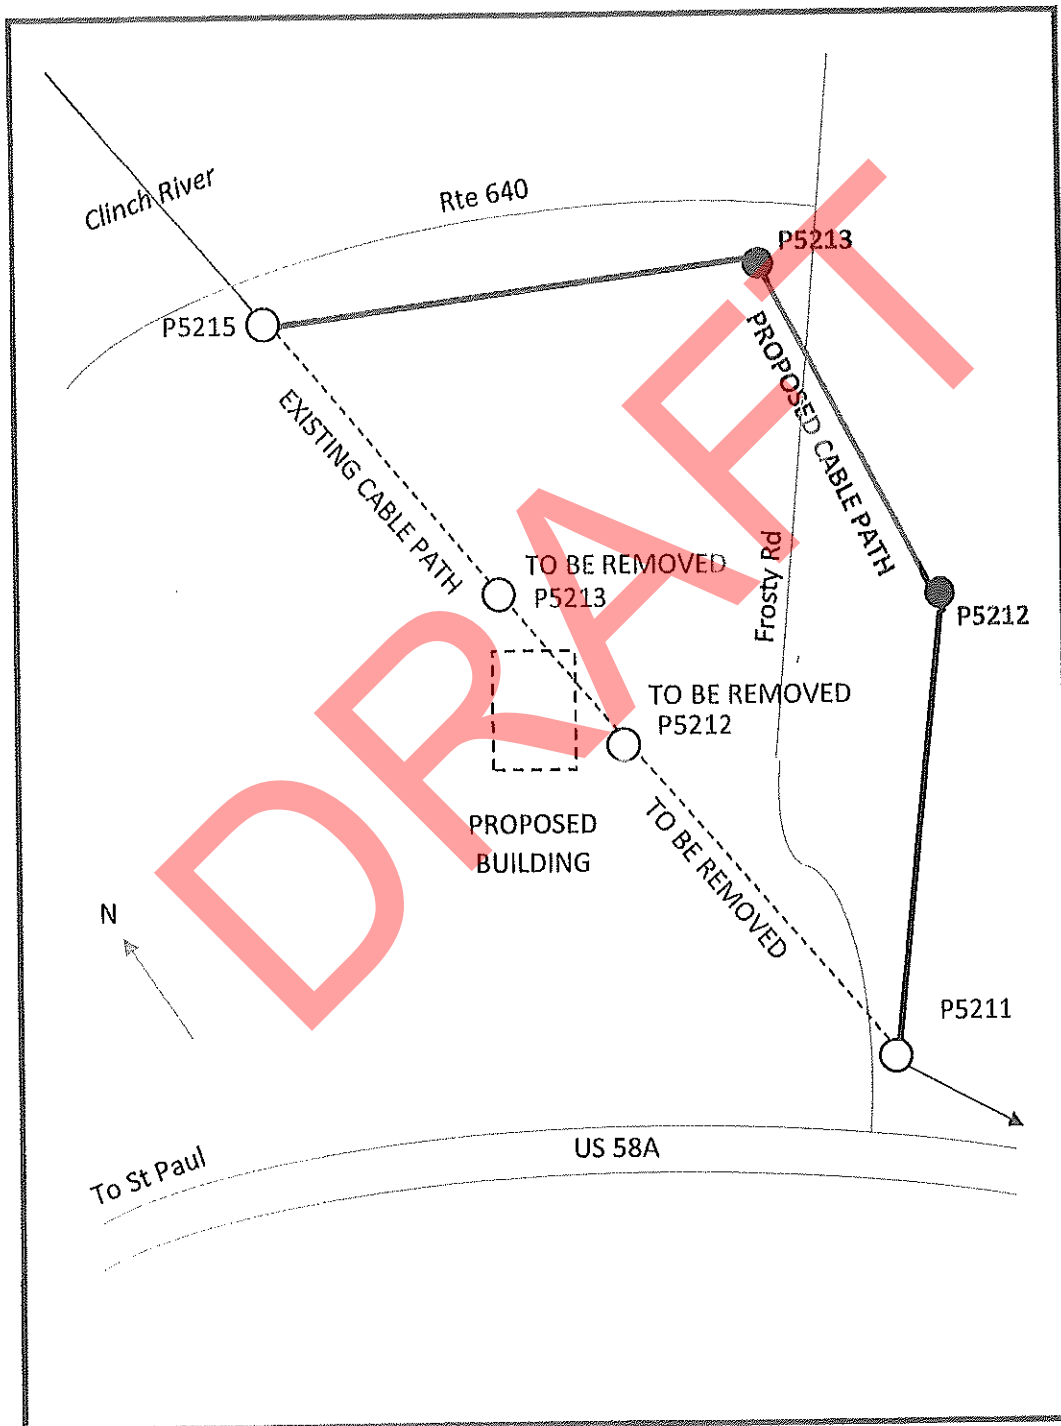 Clinch River
Rte 640
P5213
P5215
PROPOSED CABLE PATH
EXISTING CABLE PATH
TO BE REMOVED
P5213
Frosty Rd
P5212
TO BE REMOVED
P5212
PROPOSED
BUILDING
TO BE REMOVED
N
P5211
US 58A
To St Paul
DRAFT